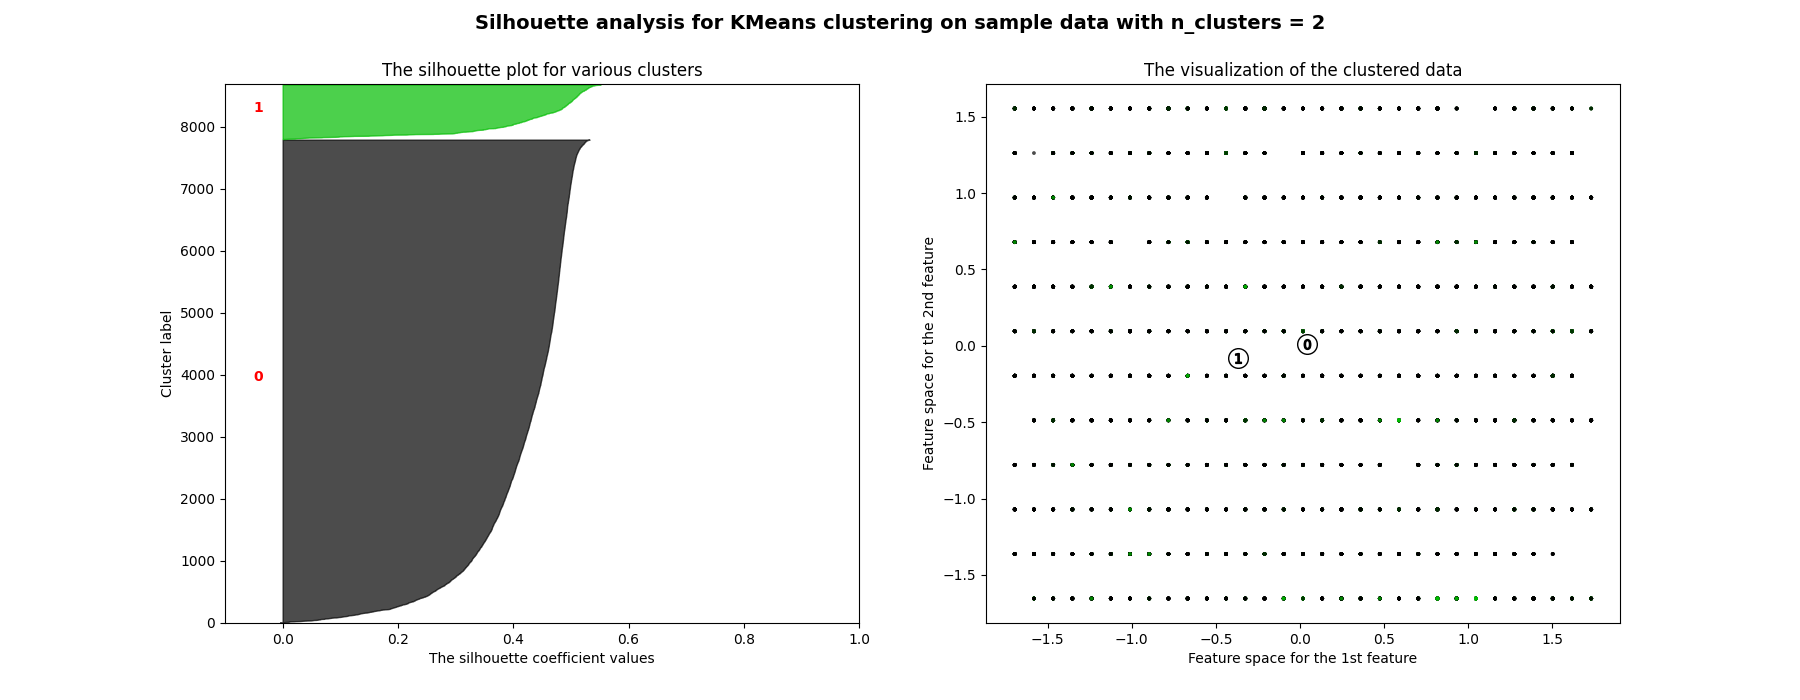 Silhouette analysis for KMeans clustering on sample data with n_clusters = 2
The silhouette plot for various clusters
1
0
8000
7000
6000
5000
4000
3000
2000
1000
0
Cluster label
0.0 0.2 0.4 0.6 0.8 1.0
The silhouette coefficient values
The visualization of the clustered data
1.5
1.0
0.5
0.0
−0.5
−1.0
−1.5
Feature space for the 2nd feature
0
1
−1.5 −1.0 −0.5 0.0 0.5 1.0 1.5
Feature space for the 1st feature